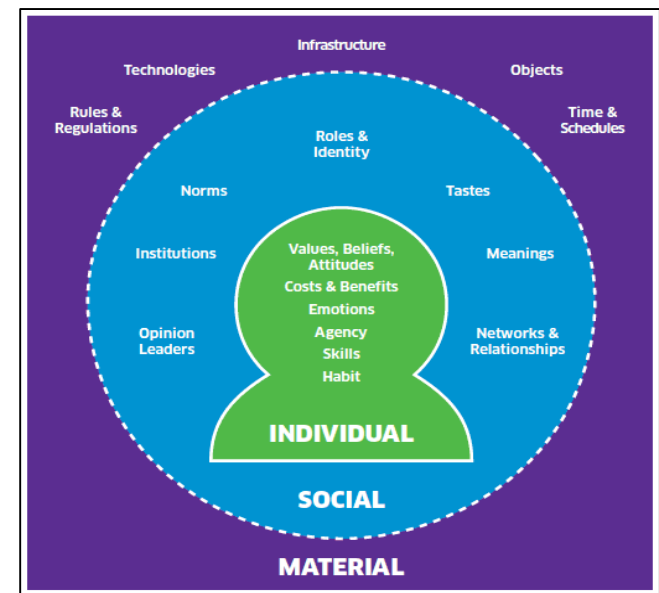 Infrastructure
Technologies
Objects
Rules &
Regulations
Time &
Schedules
Roles &
Identity
Norms
Tastes
Institutions
Meanings
Opinion
Leaders
Networks &
Relationships
Values, Beliefs,
Attitudes
Costs & Benefits
Emotions
Agency
Skills
Habit
INDIVIDUAL
SOCIAL
MATERIAL